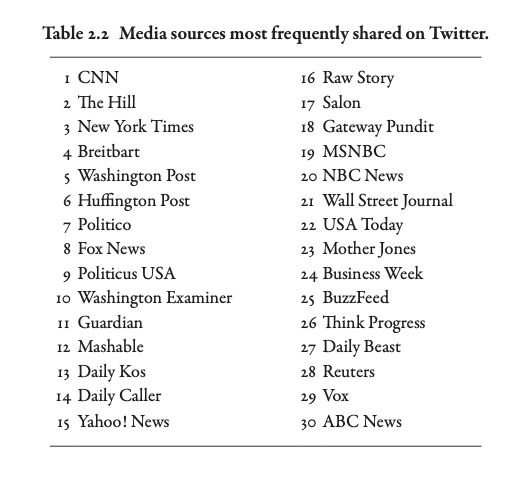 Table 2.2 Media sources most frequently shared on Twitter.
1 CNN
2 The Hill
3 New York Times
4 Breitbart
5 Washington Post
6 Huffington Post
7 Politico
8 Fox News
9 Politicus USA
10 Washington Examiner
11 Guardian
12 Mashable
13 Daily Kos
14 Daily Caller
15 Yahoo! News
16 Raw Story
17 Salon
18 Gateway Pundit
19 MSNBC
20 NBC News
21 Wall Street Journal
22 USA Today
23 Mother Jones
24 Business Week
25 BuzzFeed
26 Think Progress
27 Daily Beast
28 Reuters
29 Vox
30 ABC News